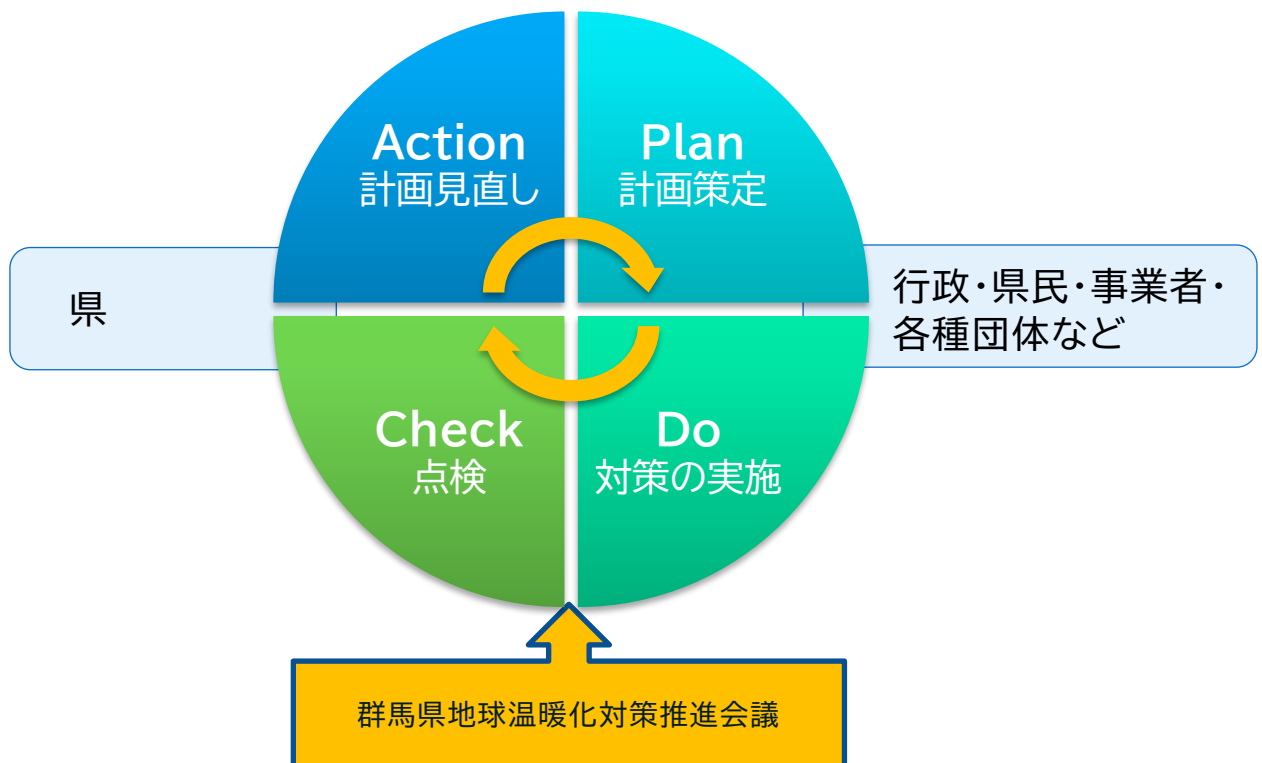 Action
計画見直し
Plan
計画策定
県
行政・県民・事業者・
各種団体など
Check
点検
Do
対策の実施
群馬県地球温暖化対策推進会議